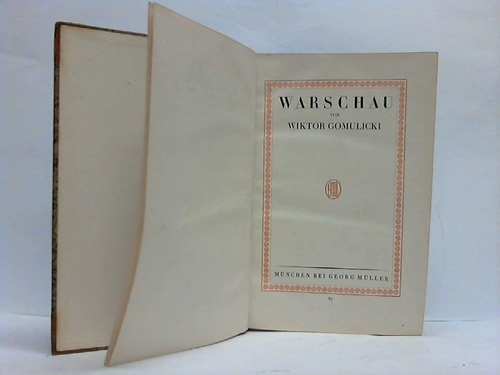 WARSCHAU
VON
WIKTOR GOMULICKI
MÜNCHEN BEI GEORG MÜLLER